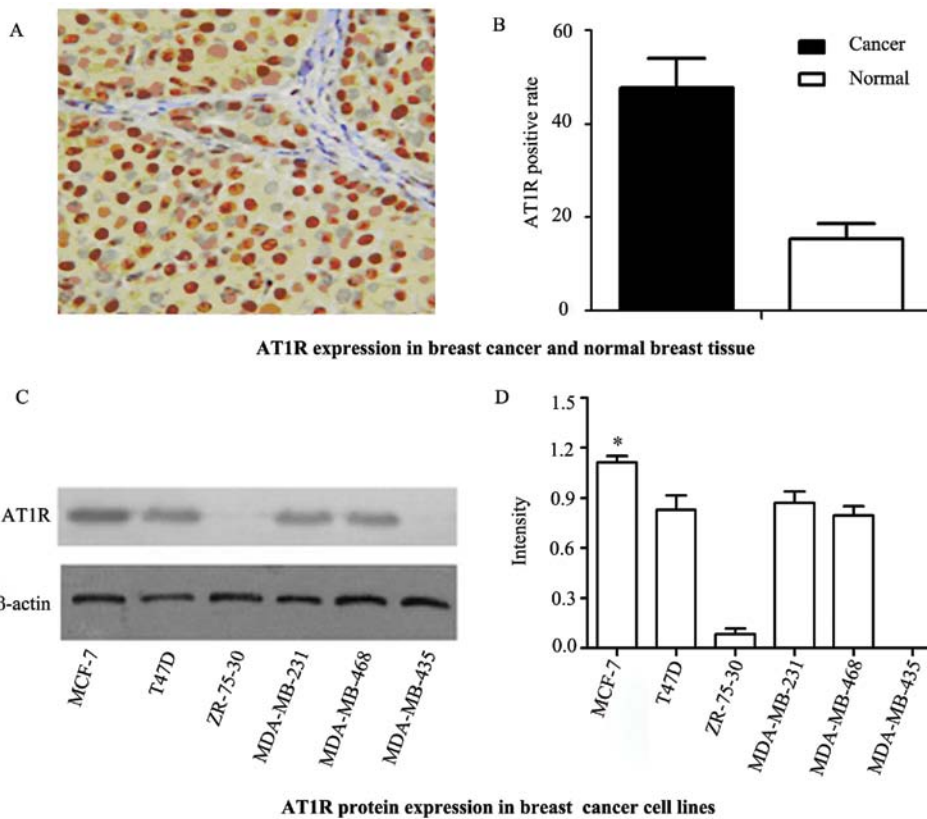 A
B
60
40
20
0
AT1R positive rate
Cancer
Normal
AT1R expression in breast cancer and normal breast tissue
C
AT1R
β-actin
MCF-7
T47D
ZR-75-30
MDA-MB-231
MDA-MB-468
MDA-MB-435
D
1.5
1.2
0.9
0.6
0.3
0.0
Intensity
*
MCF-7
T47D
ZR-75-30
MDA-MB-231
MDA-MB-468
MDA-MB-435
AT1R protein expression in breast cancer cell lines